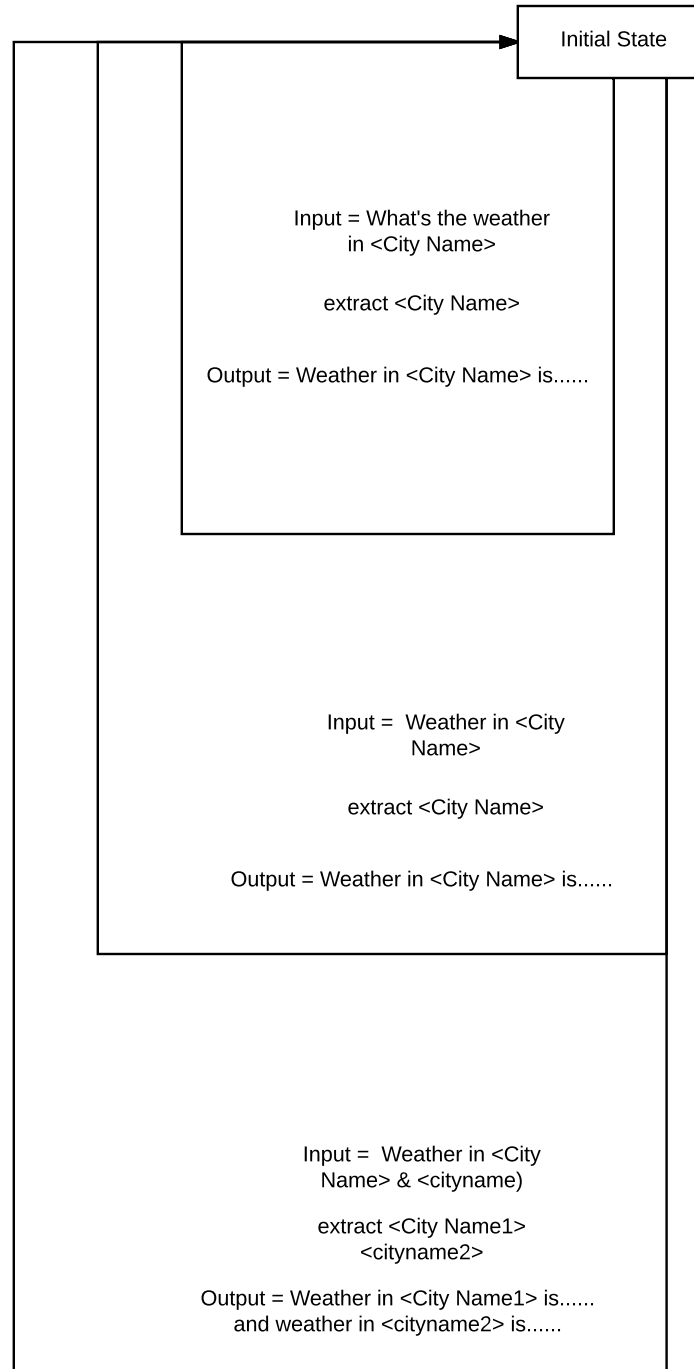 Initial State
Input = What's the weather
in <City Name>
extract <City Name>
Output = Weather in <City Name> is......
Input =  Weather in <City
Name>
extract <City Name>
Output = Weather in <City Name> is......
Input =  Weather in <City
Name> & <cityname)
extract <City Name1>
<cityname2>
Output = Weather in <City Name1> is......
and weather in <cityname2> is......